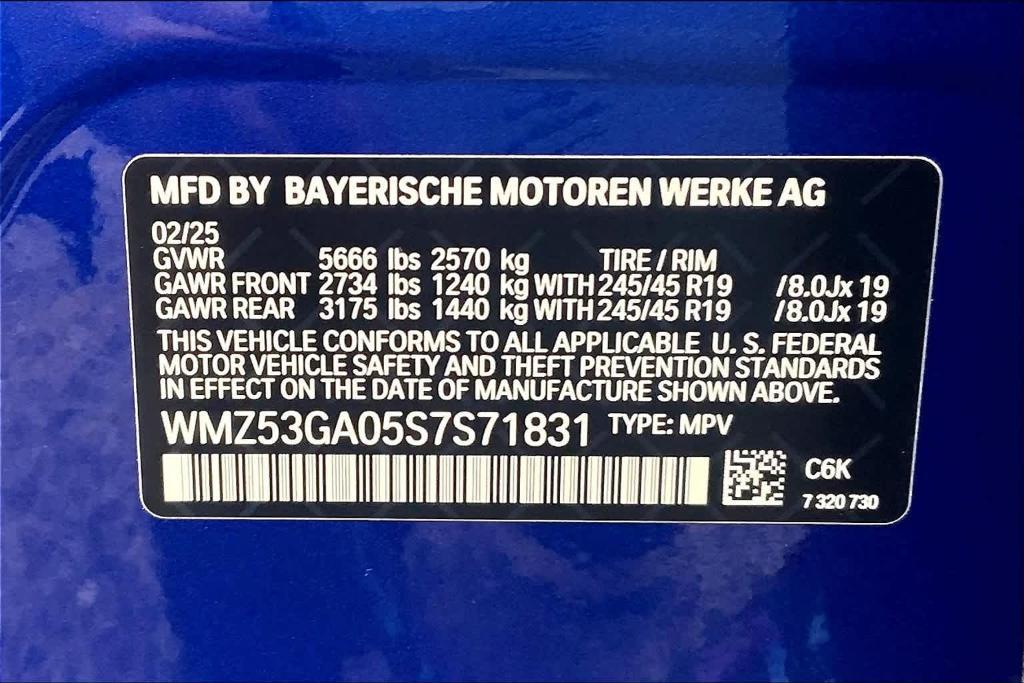 MFD BY BAYERISCHE MOTOREN WERKE AG
02/25
GVWR 5666 lbs 2570 kg TIRE / RIM
GAWR FRONT 2734 lbs 1240 kg WITH 245/45 R19 /8.0Jx 19
GAWR REAR 3175 lbs 1440 kg WITH 245/45 R19 /8.0Jx 19
THIS VEHICLE CONFORMS TO ALL APPLICABLE U. S. FEDERAL
MOTOR VEHICLE SAFETY AND THEFT PREVENTION STANDARDS
IN EFFECT ON THE DATE OF MANUFACTURE SHOWN ABOVE.
WMZ53GA05S7S71831 TYPE: MPV
C6K
7 320 730